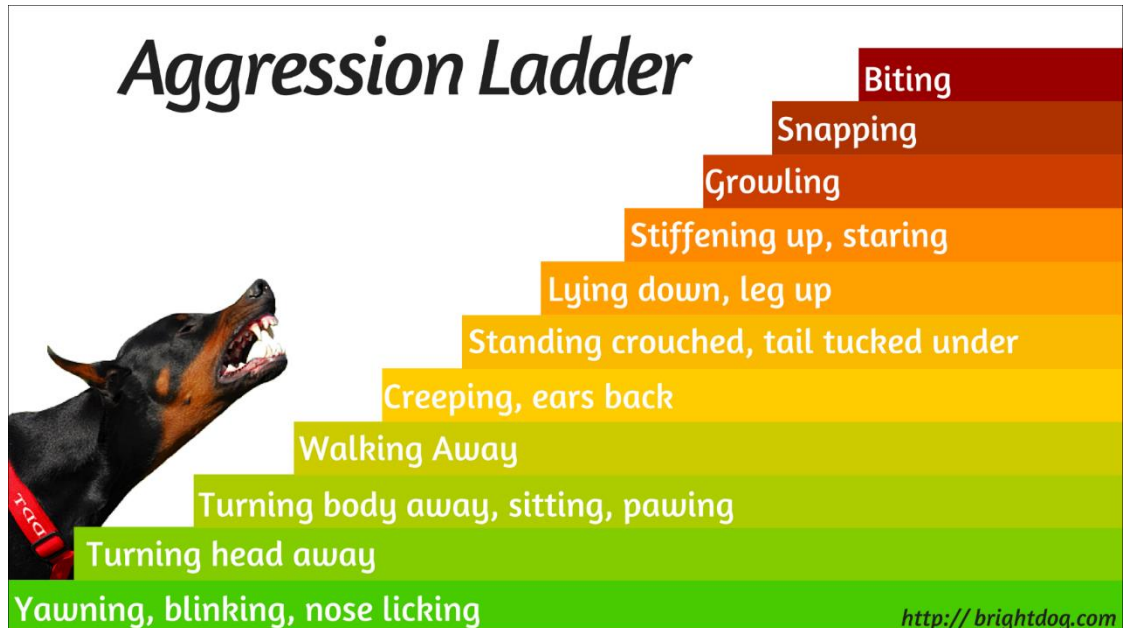 Aggression Ladder
Biting
Snapping
Growling
Stiffening up, staring
Lying down, leg up
Standing crouched, tail tucked under
Creeping, ears back
Walking Away
Turning body away, sitting, pawing
Turning head away
Yawning, blinking, nose licking
http:// brightdog.com